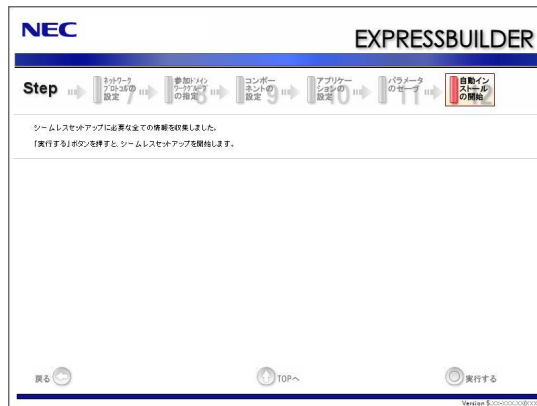 NEC
EXPRESSBUILDER
Step
ネットワーク
プロトコルの
設定 7
参加ドメイン
ワークグループ
の指定 8
コンポー
ネントの
設定 9
アプリケー
ションの
設定 10
パラメータ
のセーブ 11
自動イン
ストール
の開始 12
シームレスセットアップに必要な全ての情報を収集しました。
「実行する」ボタンを押すと、シームレスセットアップを開始します。
戻る
TOPへ
実行する